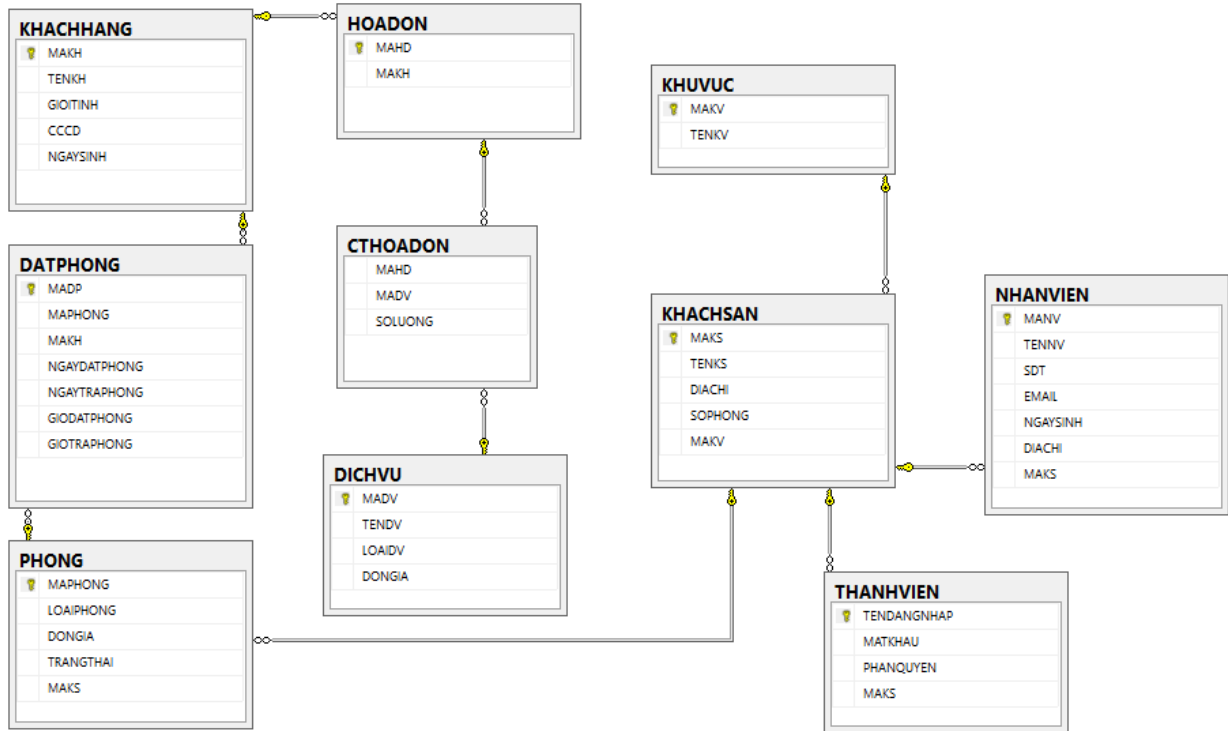 KHACHHANG
MAKH
TENKH
GIOITINH
CCCD
NGAYSINH
HOADON
MAHD
MAKH
KHUVUC
MAKV
TENKV
DATPHONG
MADP
MAPHONG
MAKH
NGAYDATPHONG
NGAYTRAPHONG
GIODATPHONG
GIOTRAPHONG
CTHOADON
MAHD
MADV
SOLUONG
KHACHSAN
MAKS
TENKS
DIACHI
SOPHONG
MAKV
NHANVIEN
MANV
TENNV
SDT
EMAIL
NGAYSINH
DIACHI
MAKS
DICHVU
MADV
TENDV
LOAIDV
DONGIA
PHONG
MAPHONG
LOAIPHONG
DONGIA
TRANGTHAI
MAKS
THANHVIEN
TENDANGNHAP
MATKHAU
PHANQUYEN
MAKS